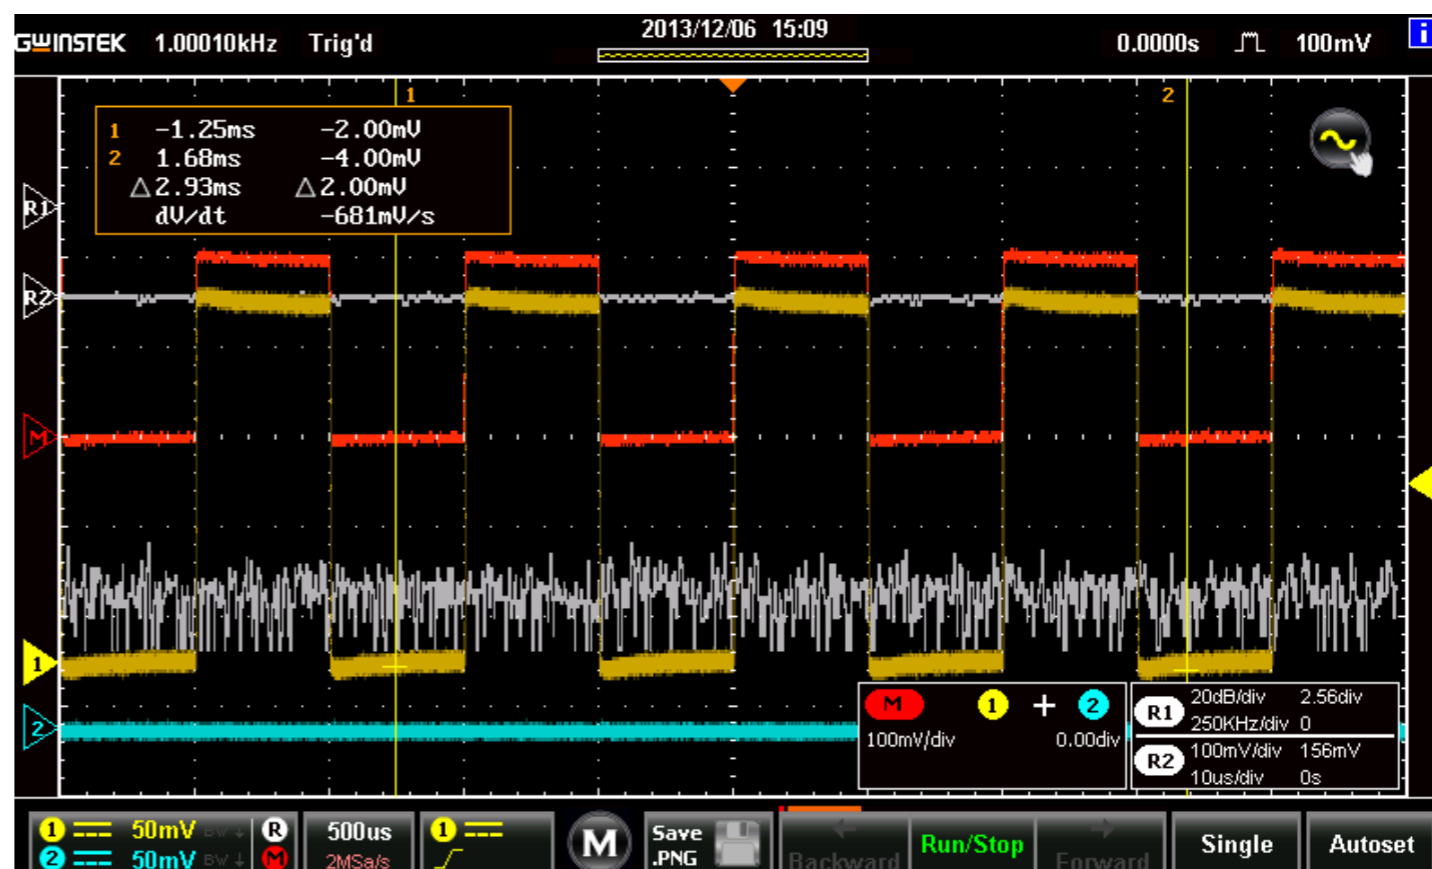 GWINSTEK 1.00010kHz Trig'd 2013/12/06 15:09 0.0000s 100mV i
1 2
1 -1.25ms -2.00mV
2 1.68ms -4.00mV
△2.93ms △2.00mV
dV/dt -681mV/s
R1
R2
M
1
2
M 1 + 2
100mV/div 0.00div
R1 20dB/div 2.56div
250KHz/div 0
R2 100mV/div 156mV
10us/div 0s
1 50mV BW R 500us 1 M Save Run/Stop Single Autoset
2 50mV BW M 2MSa/s .PNG Backward Forward